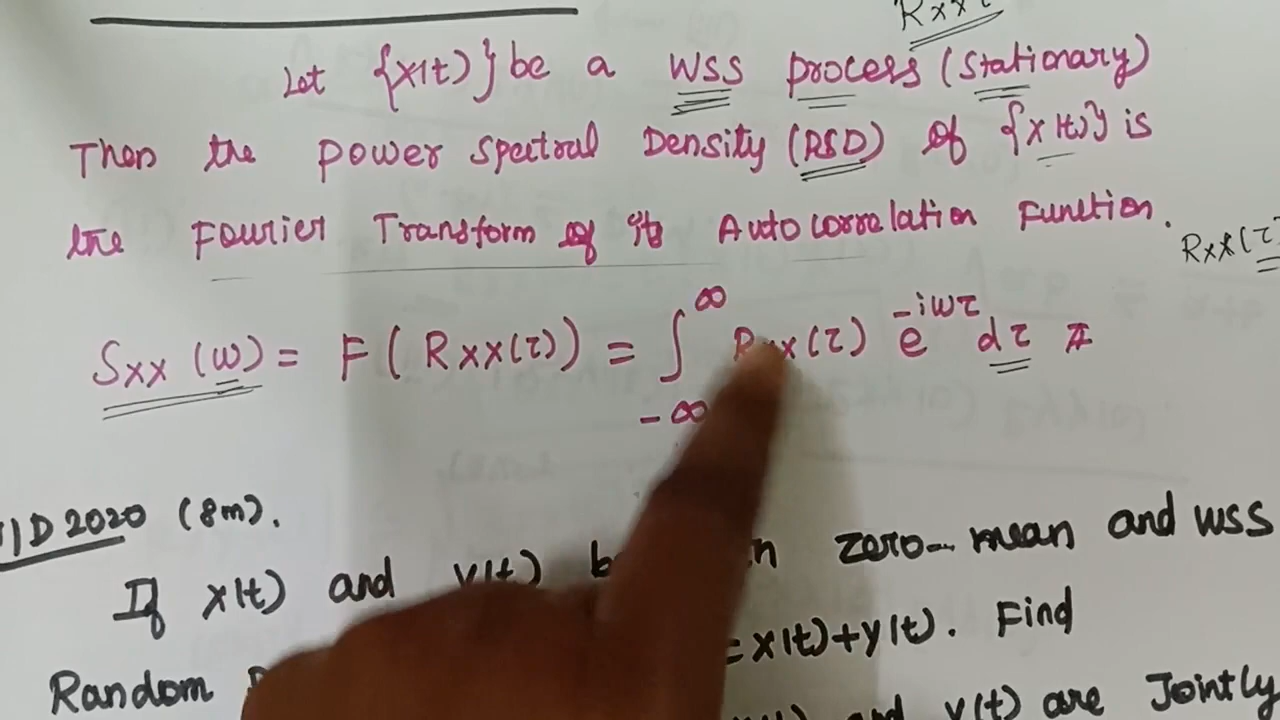 Rxxτ
Let {X(t)} be a WSS process (Stationary)
Then the power spectral Density (PSD) of {X(t)} is
the Fourier Transform of its Autocorrelation Function.
Rxx(τ
Sxx (ω) = F( Rxx(τ)) = ∫_{-∞}^{∞} Rxx(τ) e^{-iωτ} dτ
|D 2020 (8m).
If X(t) and Y(t) zero-mean and WSS
Random =X(t)+Y(t). Find
and Y(t) are Jointly